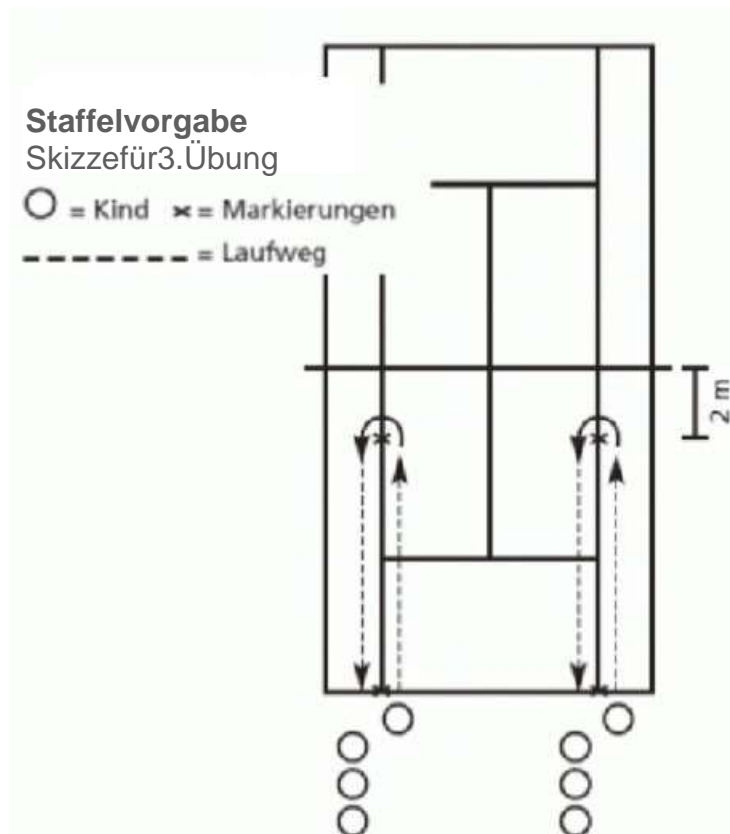 Staffelvorgabe
Skizzefür3.Übung
= Kind × = Markierungen
= Laufweg
2 m